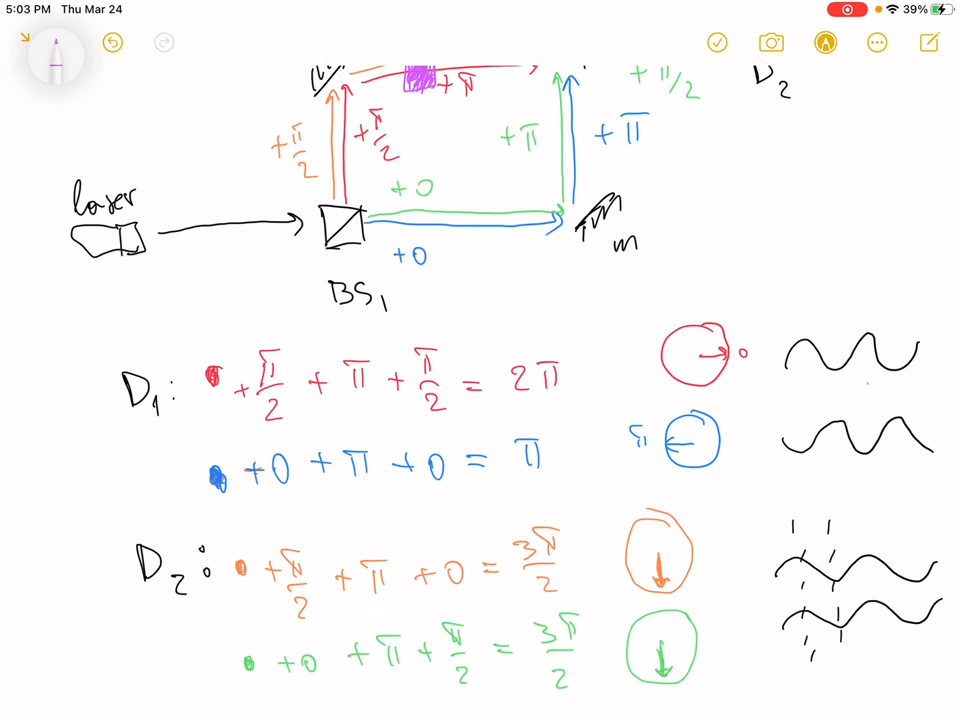 5:03 PM Thu Mar 24
39%
+π
+π/2
D2
+π/2
+π/2
+π
+π
laser
+0
+0
m
BS1
D1: +π/2 + π + π/2 = 2π
0
+0 + π + 0 = π
π
D2: +π/2 + π + 0 = 3π/2
+0 + π + π/2 = 3π/2